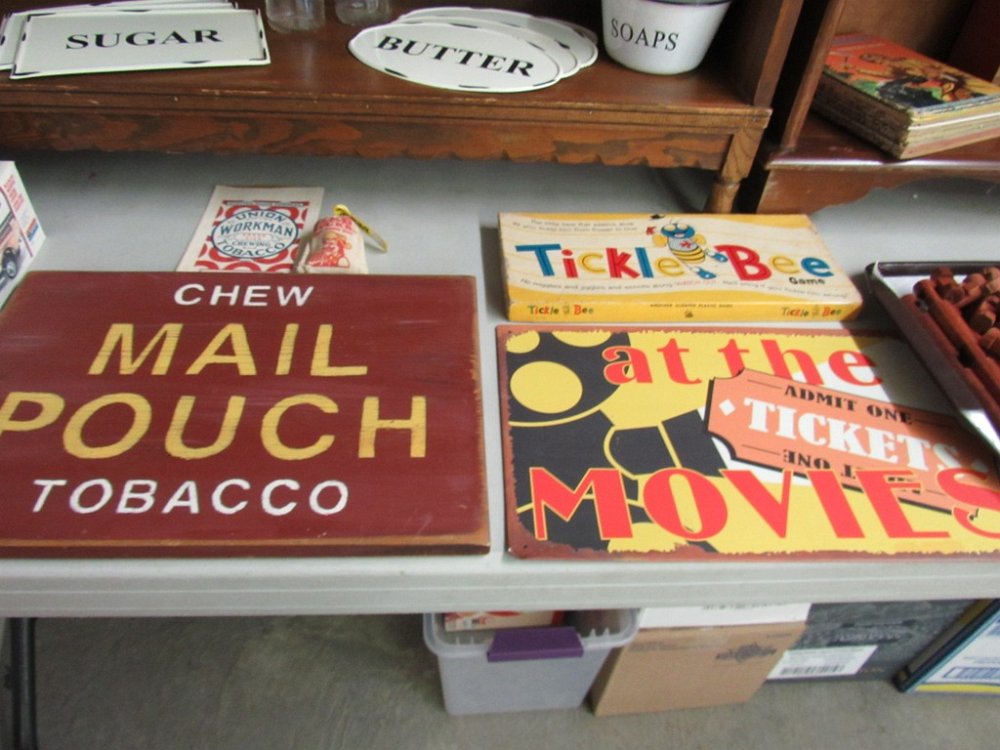 SUGAR
BUTTER
SOAPS
UNION
WORKMAN
CHEWING
TOBACCO
Tickle Bee
Game
Tickle Bee
Tickle Bee
CHEW
MAIL
POUCH
TOBACCO
at the
ADMIT ONE
TICKETS
MOVIES